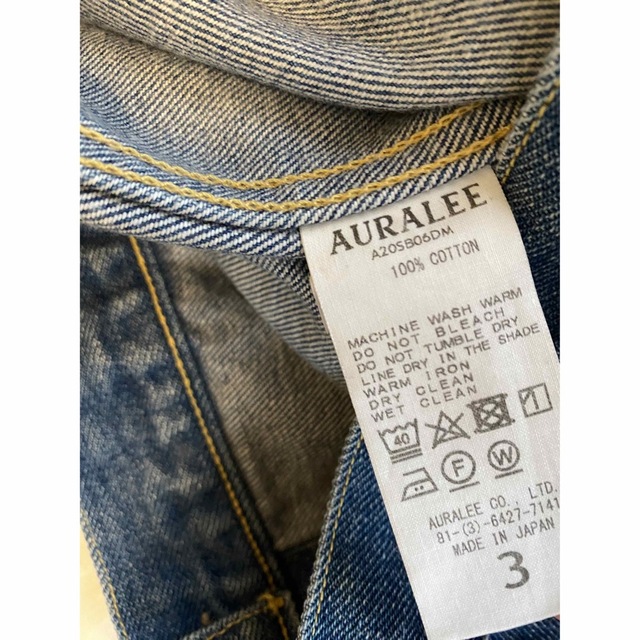 AURALEE
A20SB06DM
100% COTTON
MACHINE WASH WARM
DO NOT BLEACH
DO NOT TUMBLE DRY
LINE DRY IN THE SHADE
WARM IRON
DRY CLEAN
WET CLEAN
40
F W
AURALEE CO., LTD.
81-(3)-6427-7141
MADE IN JAPAN
3